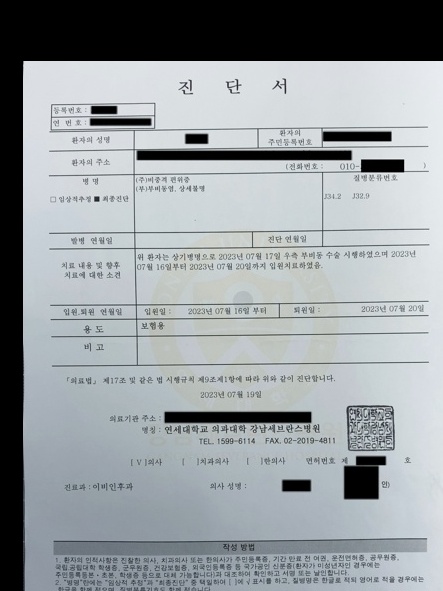 진 단 서
등록번호 :
연 번 호 :
환자의 성명
환자의 주민등록번호
환자의 주소
(전화번호 : 010- )
병 명
(주)비중격 편위증
(부)부비동염, 상세불명
□ 임상적추정 ■ 최종진단
질병분류번호
J34.2 J32.9
발병 연월일
진단 연월일
치료 내용 및 향후 치료에 대한 소견
위 환자는 상기병명으로 2023년 07월 17일 우측 부비동 수술 시행하였으며 2023년
07월 16일부터 2023년 07월 20일까지 입원치료하였음.
입원.퇴원 연월일
입원일 : 2023년 07월 16일 부터
퇴원일 : 2023년 07월 20일
용 도
보험용
비 고
「의료법」 제17조 및 같은 법 시행규칙 제9조제1항에 따라 위와 같이 진단합니다.
2023년 07월 19일
의료기관 주소 :
명칭 : 연세대학교 의과대학 강남세브란스병원
TEL. 1599-6114 FAX. 02-2019-4811
[ V ]의사 [ ]치과의사 [ ]한의사 면허번호 제 호
진료과 : 이비인후과
의사 성명 :
인)
작성 방법
1. 환자의 인적사항은 진찰한 의사, 치과의사 또는 한의사가 주민등록증, 기간 만료 전 여권, 운전면허증, 공무원증,
국립.공립대학 학생증, 군무원증, 건강보험증, 외국인등록증 등 국가공인 신분증(환자가 미성년자인 경우에는
주민등록등본ㆍ초본, 학생증 등으로 대체 가능합니다)과 대조하여 확인하고 서명 또는 날인합니다.
2. "병명"란에는 "임상적 추정"과 "최종진단" 중 택일하여 [ ]에 √ 표시를 하고, 질병명은 한글로 적되 영어로 적을 경우에는
한글을 함께 적으며, 질병분류기호도 함께 적습니다.